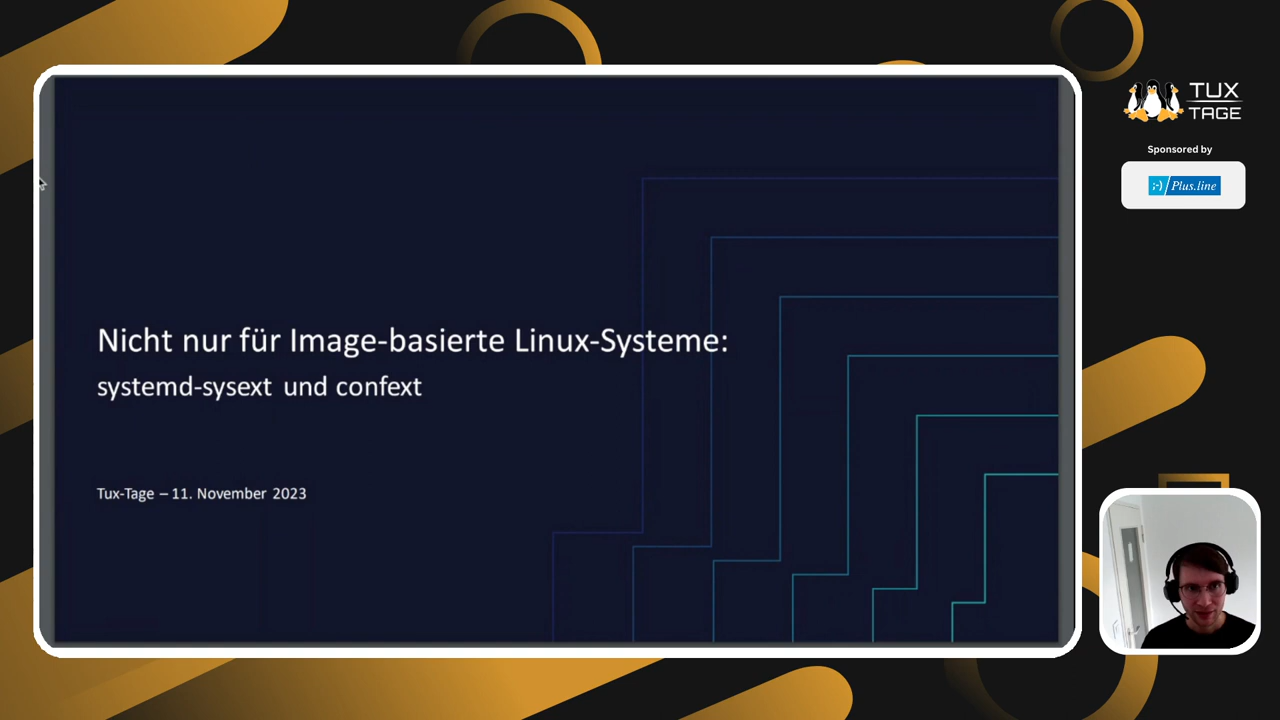 Nicht nur für Image-basierte Linux-Systeme:
systemd-sysext und confext
Tux-Tage – 11. November 2023
TUX
TAGE
Sponsored by
;-) Plus.line